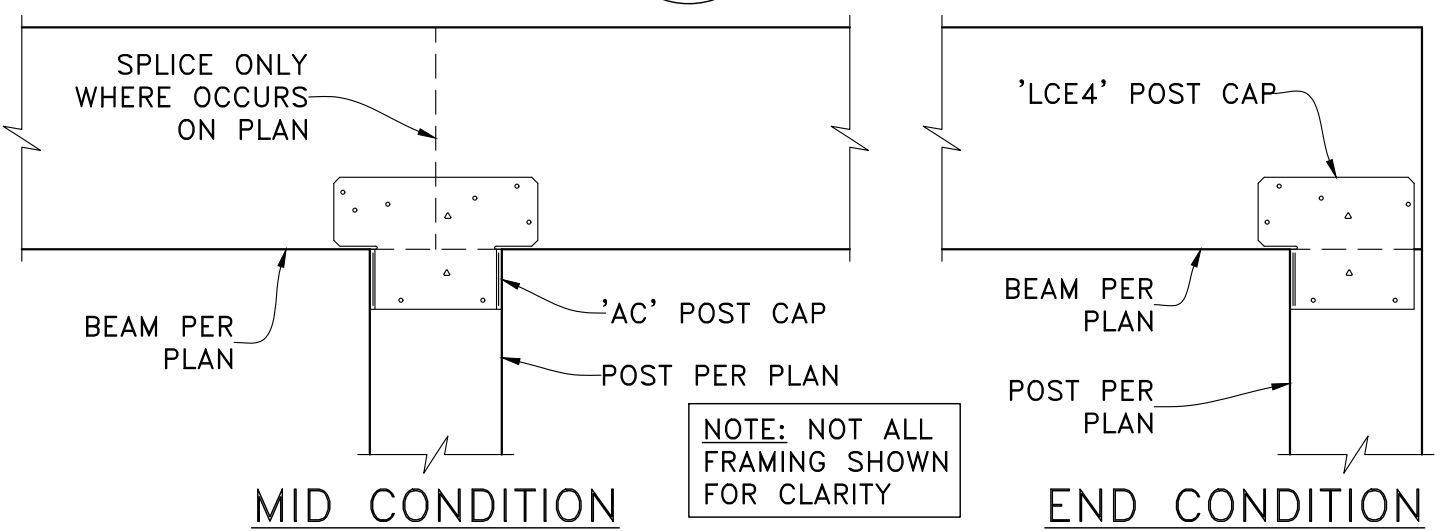 SPLICE ONLY
WHERE OCCURS
ON PLAN
BEAM PER
PLAN
'AC' POST CAP
POST PER PLAN
MID CONDITION
NOTE: NOT ALL
FRAMING SHOWN
FOR CLARITY
'LCE4' POST CAP
BEAM PER
PLAN
POST PER
PLAN
END CONDITION